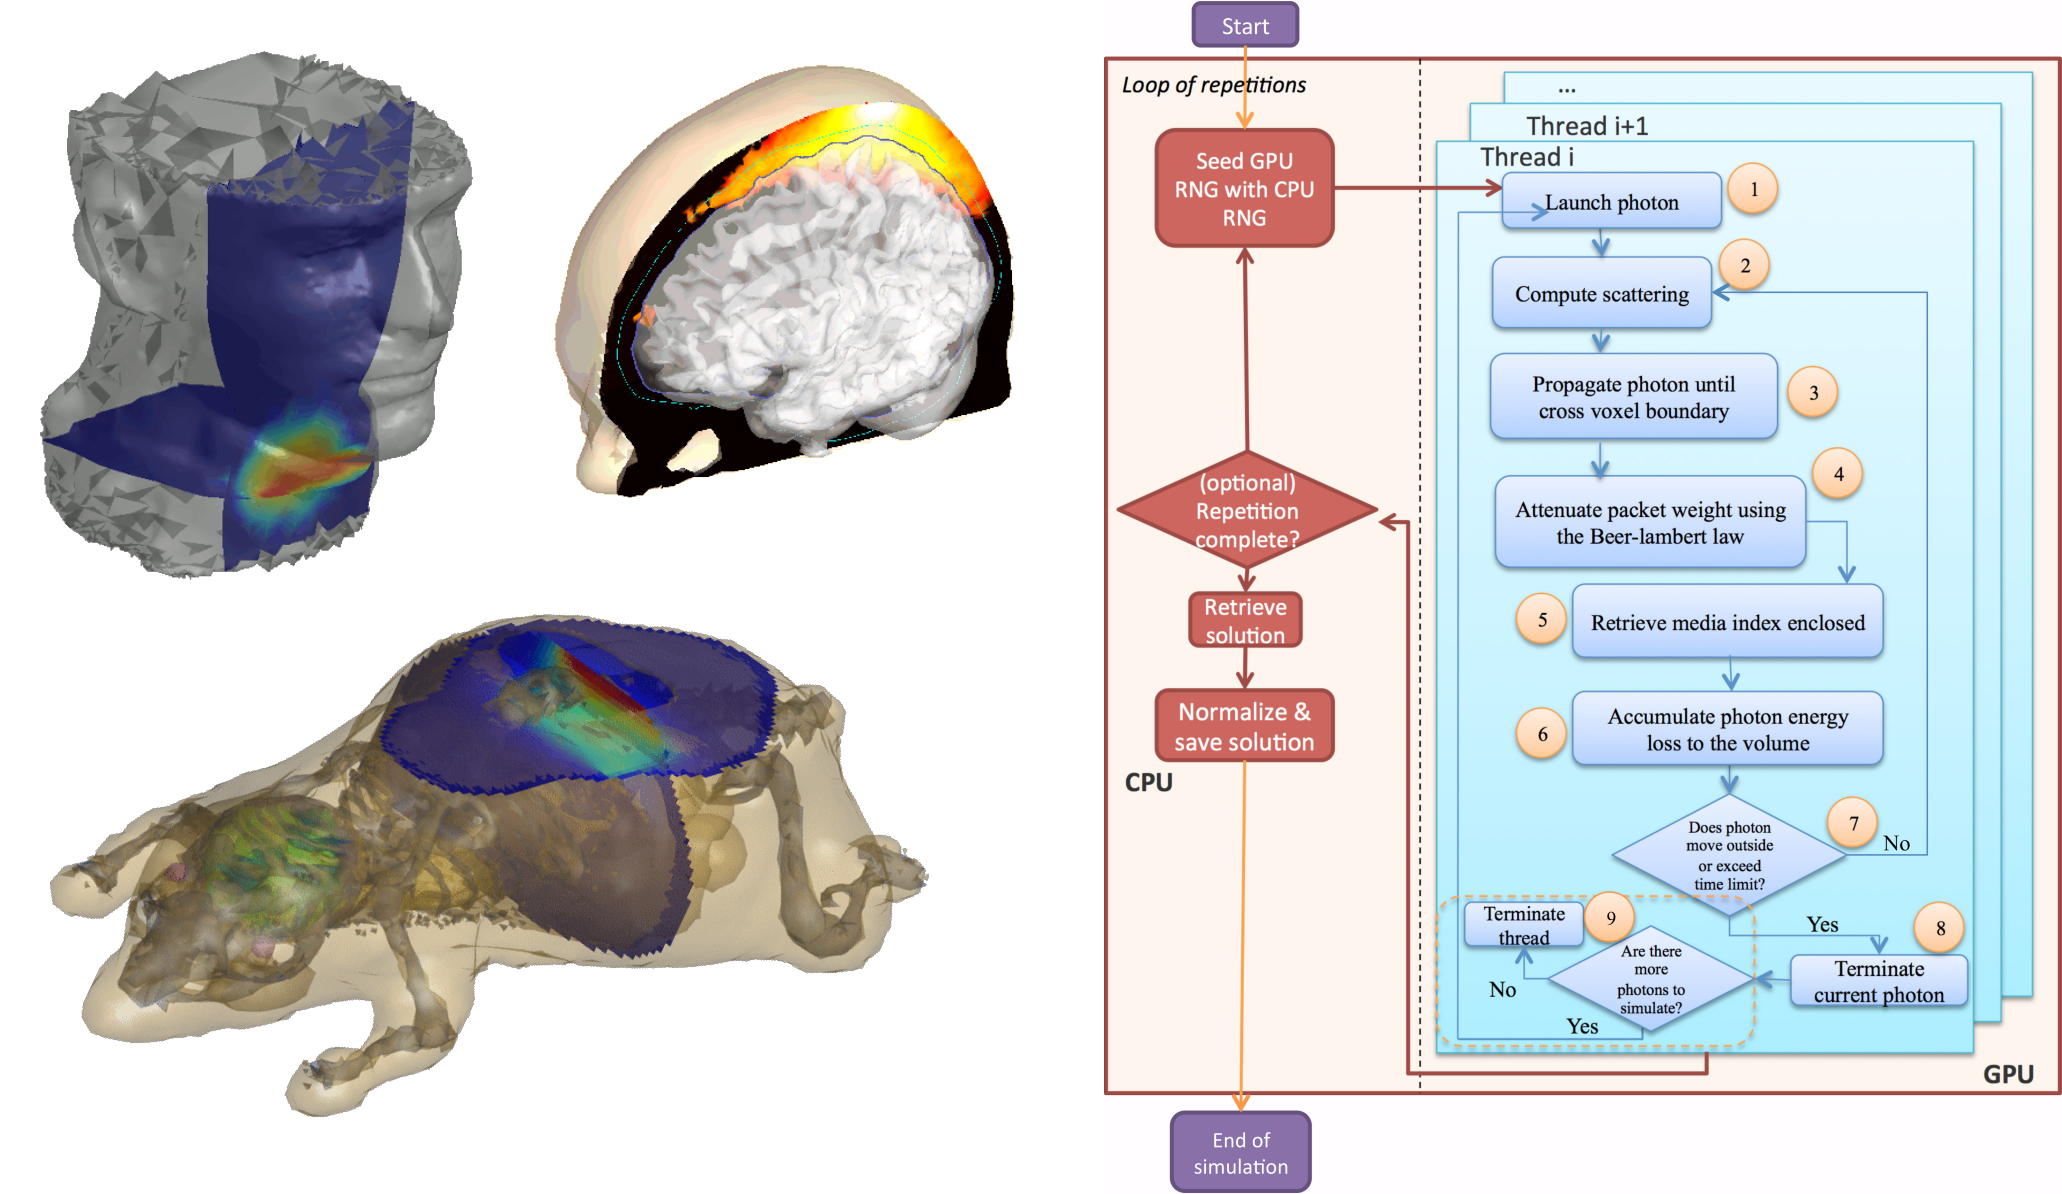 Start
Loop of repetitions
Seed GPU
RNG with CPU
RNG
(optional)
Repetition
complete?
Retrieve
solution
Normalize &
save solution
CPU
End of
simulation
...
Thread i+1
Thread i
Launch photon
1
Compute scattering
2
Propagate photon until
cross voxel boundary
3
Attenuate packet weight using
the Beer-lambert law
4
Retrieve media index enclosed
5
Accumulate photon energy
loss to the volume
6
Does photon
move outside
or exceed
time limit?
7
No
Yes
8
Terminate
current photon
9
Are there
more
photons to
simulate?
Terminate
thread
No
Yes
GPU